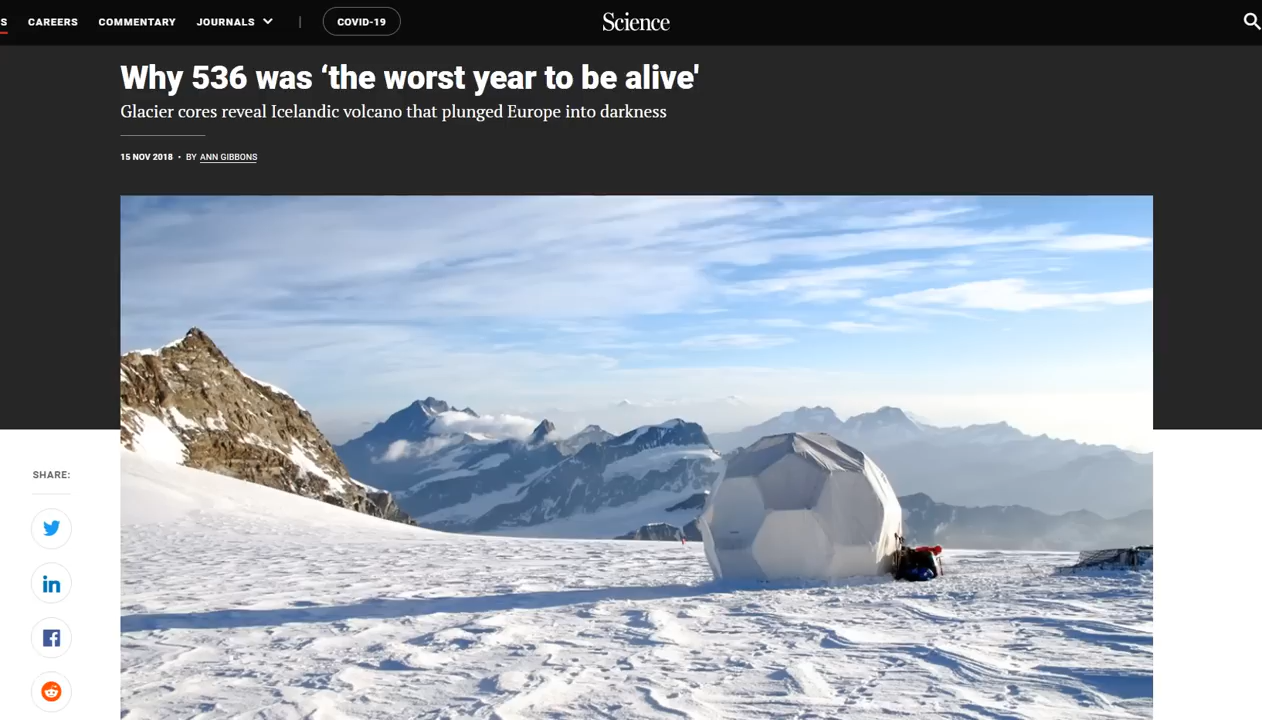 S CAREERS COMMENTARY JOURNALS | COVID-19 Science
Why 536 was ‘the worst year to be alive'
Glacier cores reveal Icelandic volcano that plunged Europe into darkness
15 NOV 2018 • BY ANN GIBBONS
SHARE:
in